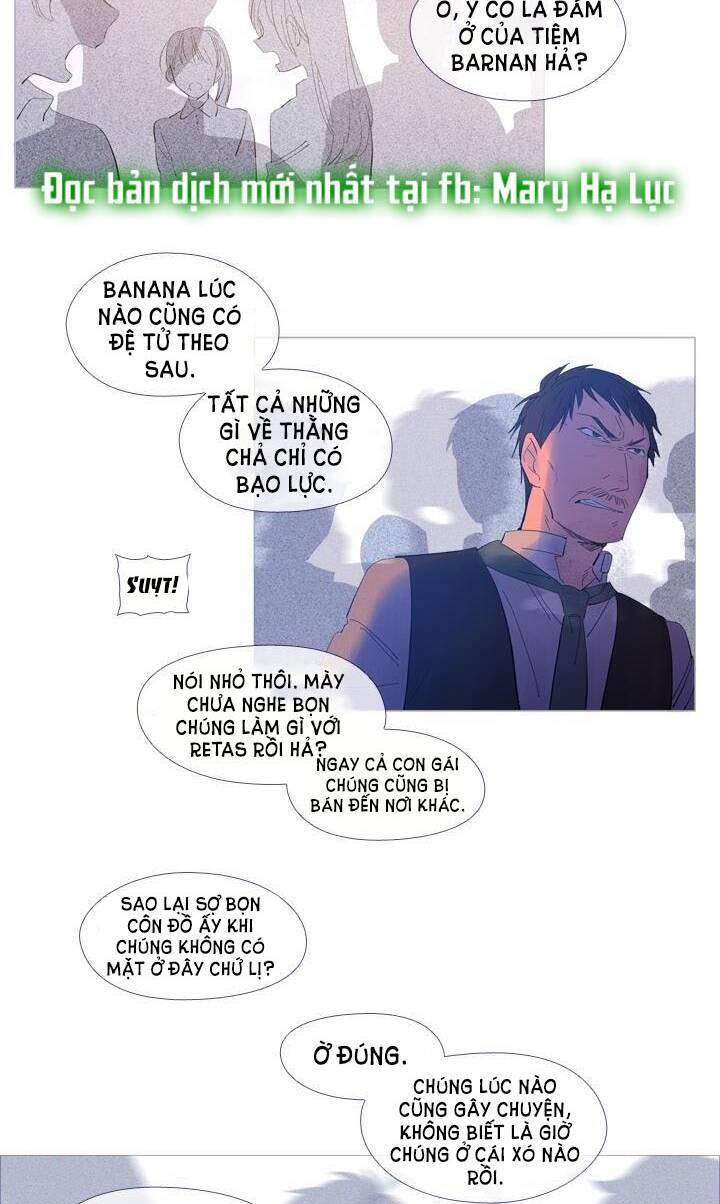 Ồ, Ý CÔ LÀ ĐÁM
Ở CỦA TIỆM
BARNAN HẢ?
Đọc bản dịch mới nhất tại fb: Mary Hạ Lục
BANANA LÚC
NÀO CŨNG CÓ
ĐỆ TỬ THEO
SAU.
TẤT CẢ NHỮNG
GÌ VỀ THẰNG
CHẢ CHỈ CÓ
BẠO LỰC.
SUỴT!
NÓI NHỎ THÔI. MÀY
CHƯA NGHE BỌN
CHÚNG LÀM GÌ VỚI
RETAS RỒI HẢ?
NGAY CẢ CON GÁI
CHÚNG CŨNG BỊ
BÁN ĐẾN NƠI KHÁC.
SAO LẠI SỢ BỌN
CÔN ĐỒ ẤY KHI
CHÚNG KHÔNG CÓ
MẶT Ở ĐÂY CHỨ LỊ?
Ờ ĐÚNG.
CHÚNG LÚC NÀO
CŨNG GÂY CHUYỆN,
KHÔNG BIẾT LÀ GIỜ
CHÚNG Ở CÁI XÓ NÀO
RỒI.